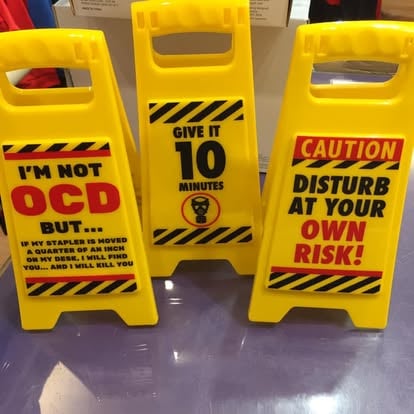 I'M NOT
OCD
BUT...
IF MY STAPLER IS MOVED
A QUARTER OF AN INCH
ON MY DESK, I WILL FIND
YOU... AND I WILL KILL YOU
GIVE IT
10
MINUTES
CAUTION
DISTURB
AT YOUR
OWN
RISK!